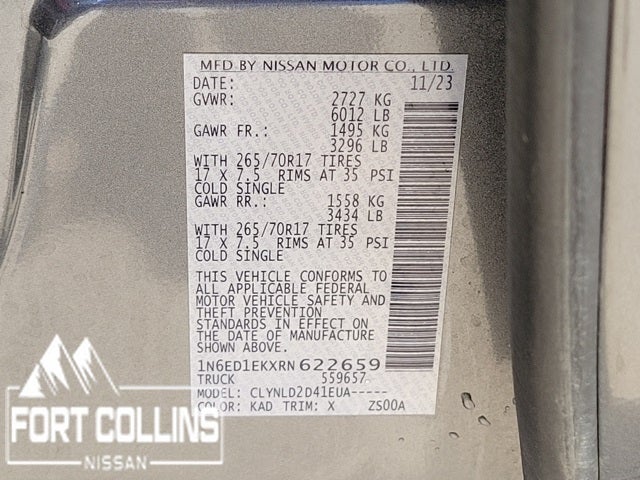 MFD BY NISSAN MOTOR CO., LTD.
DATE: 11/23
GVWR: 2727 KG
6012 LB
GAWR FR.: 1495 KG
3296 LB
WITH 265/70R17 TIRES
17 X 7.5 RIMS AT 35 PSI
COLD SINGLE
GAWR RR.: 1558 KG
3434 LB
WITH 265/70R17 TIRES
17 X 7.5 RIMS AT 35 PSI
COLD SINGLE
THIS VEHICLE CONFORMS TO
ALL APPLICABLE FEDERAL
MOTOR VEHICLE SAFETY AND
THEFT PREVENTION
STANDARDS IN EFFECT ON
THE DATE OF MANUFACTURE
SHOWN ABOVE.
1N6ED1EKXRN 622659
TRUCK 559657
MODEL: CLYNLD2D41EUA-----
COLOR: KAD TRIM: X ZS00A
FORT COLLINS
NISSAN